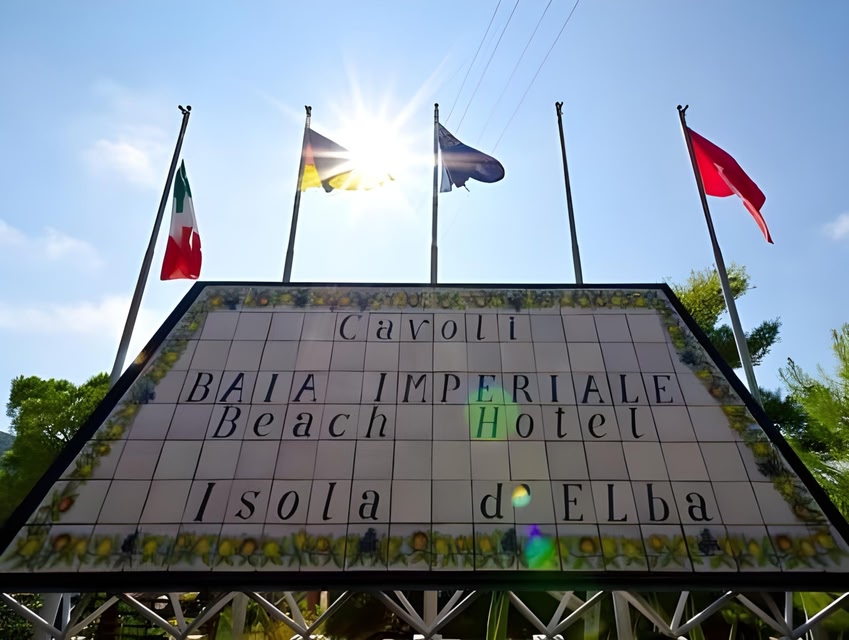 Cavoli
BAIA IMPERIALE
Beach Hotel
Isola d'Elba